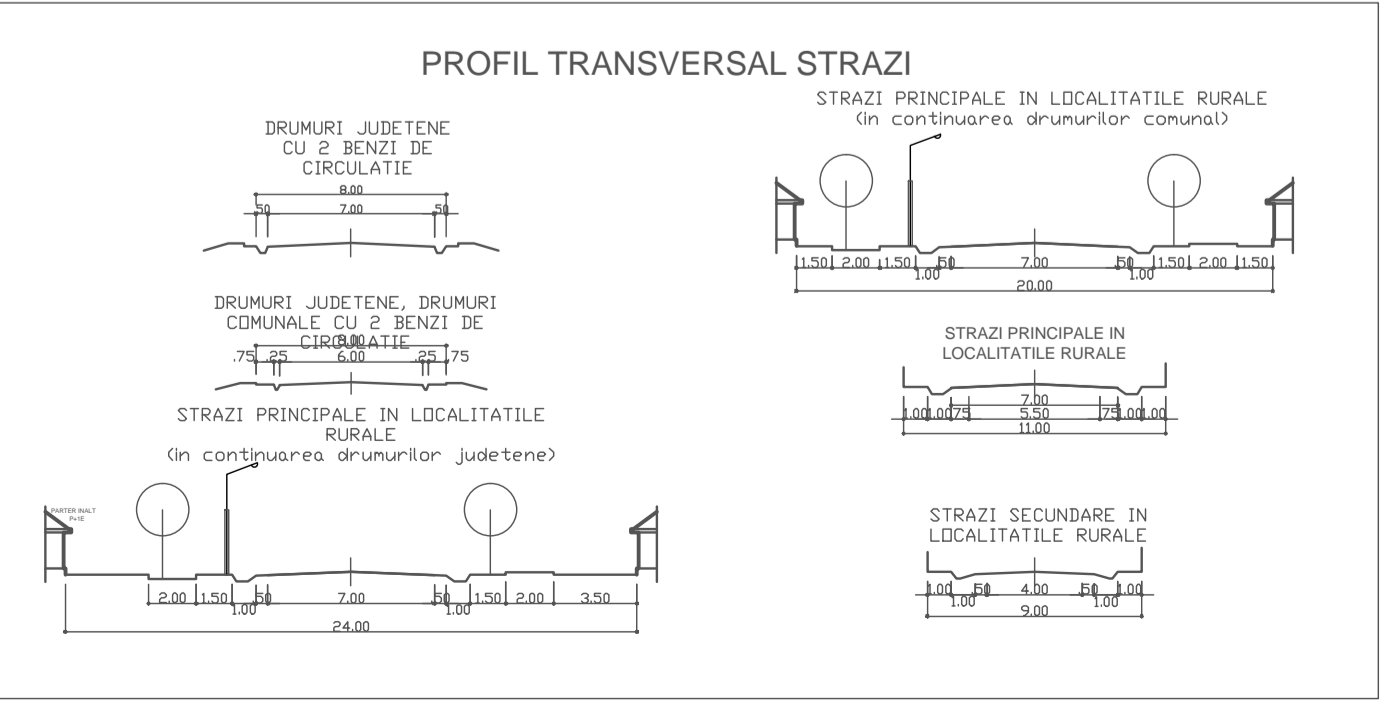 PROFIL TRANSVERSAL STRAZI
DRUMURI JUDETENE
CU 2 BENZI DE
CIRCULATIE
8.00
.50 7.00 .50
DRUMURI JUDETENE, DRUMURI
COMUNALE CU 2 BENZI DE
CIRCULATIE
8.00
.75 .25 6.00 .25 .75
STRAZI PRINCIPALE IN LOCALITATILE
RURALE
(in continuarea drumurilor judetene)
PARTER INALT
P+1E
2.00 1.50 .50 7.00 .50 1.50 2.00 3.50
1.00 1.00
24.00
STRAZI PRINCIPALE IN LOCALITATILE RURALE
(in continuarea drumurilor comunal)
1.50 2.00 1.50 .50 7.00 .50 1.50 2.00 1.50
1.00 1.00
20.00
STRAZI PRINCIPALE IN
LOCALITATILE RURALE
7.00
1.00 1.00 .75 5.50 .75 1.00 1.00
11.00
STRAZI SECUNDARE IN
LOCALITATILE RURALE
1.00 .50 4.00 .50 1.00
1.00 1.00
9.00